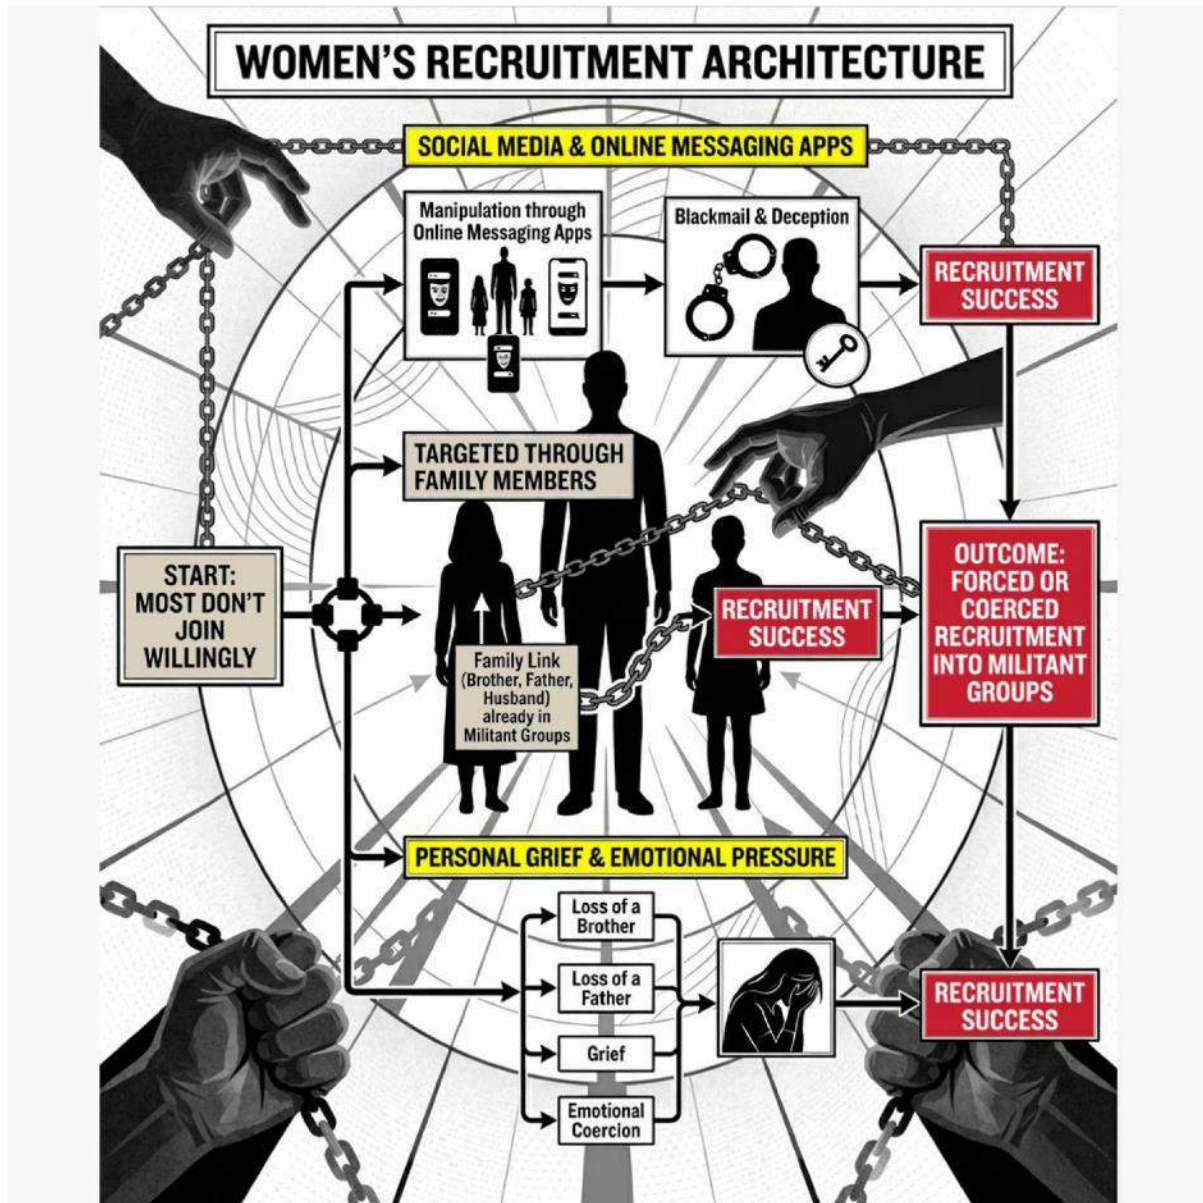 WOMEN'S RECRUITMENT ARCHITECTURE
SOCIAL MEDIA & ONLINE MESSAGING APPS
Manipulation through
Online Messaging Apps
Blackmail & Deception
RECRUITMENT
SUCCESS
TARGETED THROUGH
FAMILY MEMBERS
START:
MOST DON'T
JOIN
WILLINGLY
Family Link
(Brother, Father,
Husband)
already in
Militant Groups
RECRUITMENT
SUCCESS
OUTCOME:
FORCED OR
COERCED
RECRUITMENT
INTO MILITANT
GROUPS
PERSONAL GRIEF & EMOTIONAL PRESSURE
Loss of a
Brother
Loss of a
Father
Grief
Emotional
Coercion
RECRUITMENT
SUCCESS